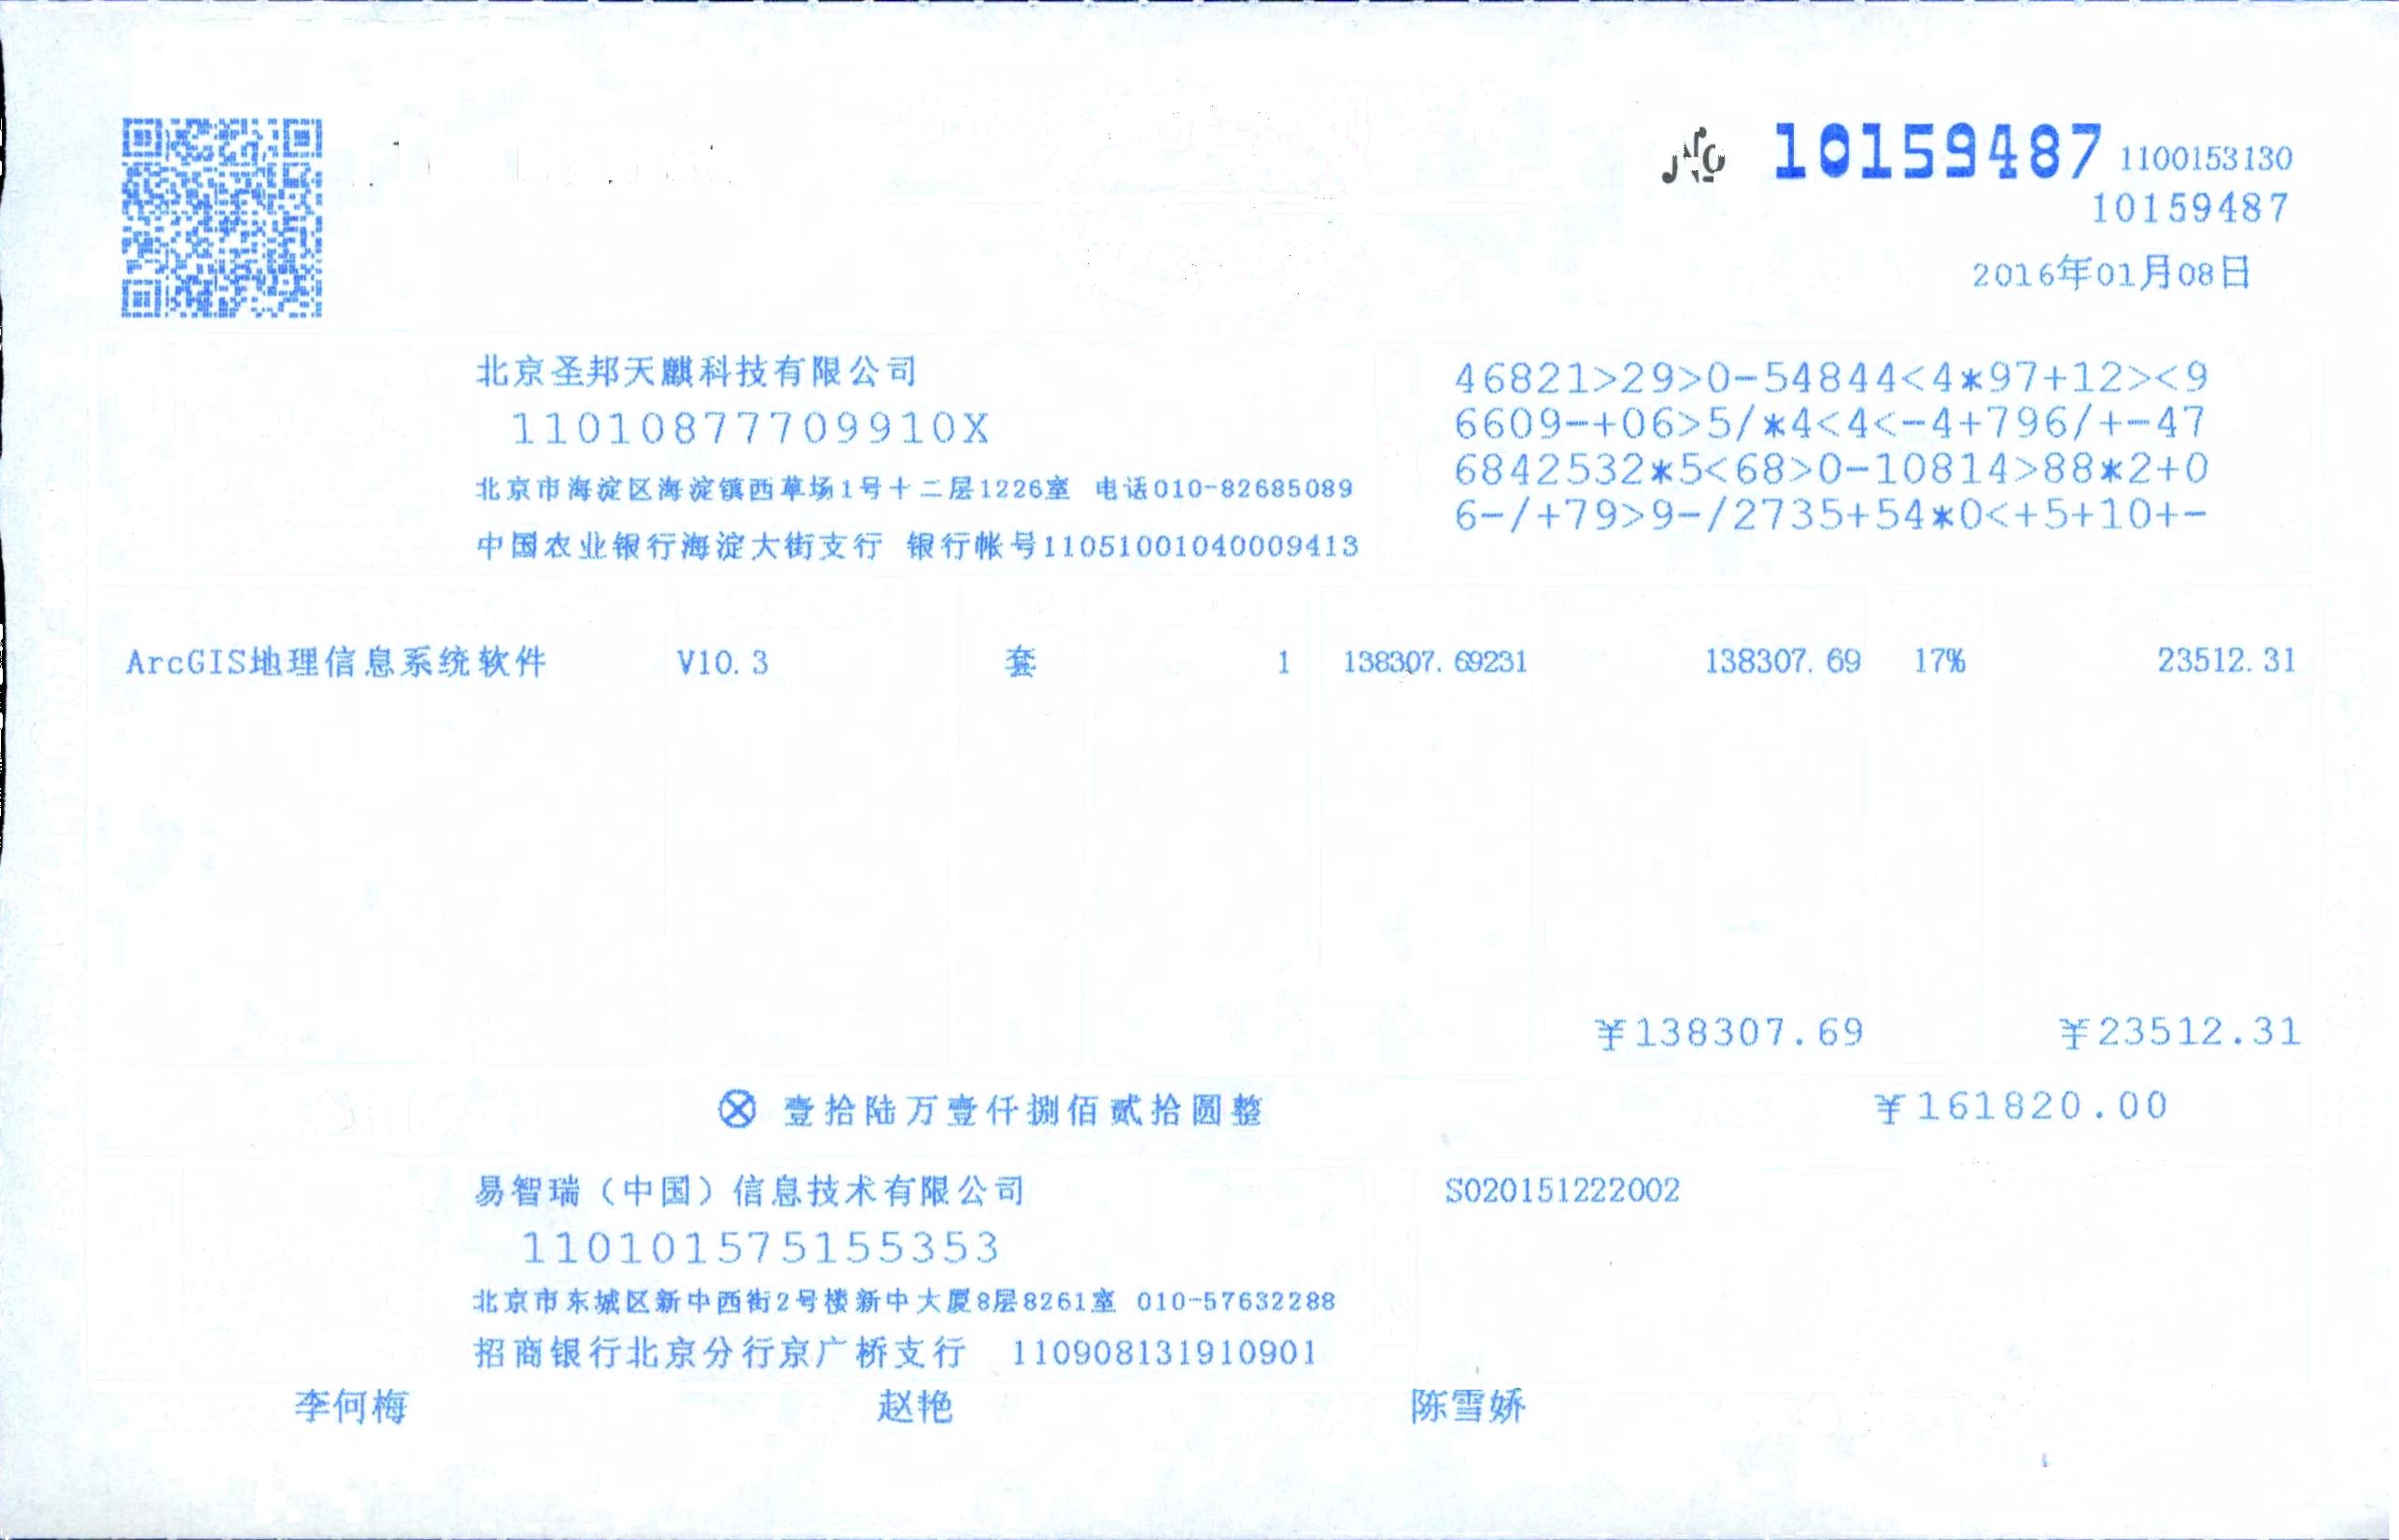 № 10159487 1100153130
10159487
2016年01月08日
北京圣邦天麒科技有限公司
11010877709910X
北京市海淀区海淀镇西草场1号十二层1226室 电话010-82685089
中国农业银行海淀大街支行 银行帐号11051001040009413
46821>29>0-54844<4*97+12><9
6609-+06>5/*4<4<-4+796/+-47
6842532*5<68>0-10814>88*2+0
6-/+79>9-/2735+54*0<+5+10+-
ArcGIS地理信息系统软件 V10.3 套 1 138307.69231 138307.69 17% 23512.31
¥138307.69 ¥23512.31
ⓧ 壹拾陆万壹仟捌佰贰拾圆整 ¥161820.00
易智瑞（中国）信息技术有限公司
110101575155353
北京市东城区新中西街2号楼新中大厦8层8261室 010-57632288
招商银行北京分行京广桥支行 110908131910901
S020151222002
李何梅 赵艳 陈雪娇